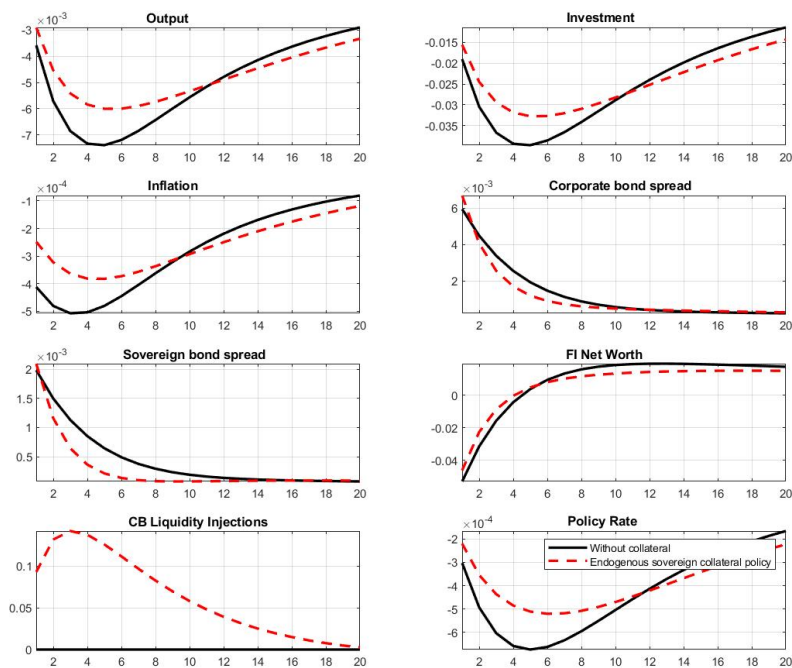 Output
×10⁻³
-3
-4
-5
-6
-7
2 4 6 8 10 12 14 16 18 20
Investment
-0.015
-0.02
-0.025
-0.03
-0.035
2 4 6 8 10 12 14 16 18 20
Inflation
×10⁻⁴
-1
-2
-3
-4
-5
2 4 6 8 10 12 14 16 18 20
Corporate bond spread
×10⁻³
6
4
2
2 4 6 8 10 12 14 16 18 20
Sovereign bond spread
×10⁻³
2
1.5
1
0.5
2 4 6 8 10 12 14 16 18 20
FI Net Worth
0
-0.02
-0.04
2 4 6 8 10 12 14 16 18 20
CB Liquidity Injections
0.1
0.05
0
2 4 6 8 10 12 14 16 18 20
Policy Rate
×10⁻⁴
-2
-3
-4
-5
-6
Without collateral
Endogenous sovereign collateral policy
2 4 6 8 10 12 14 16 18 20